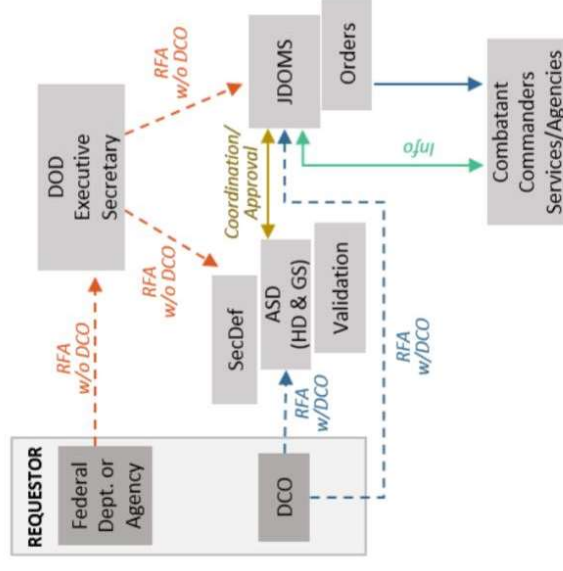 REQUESTOR
Federal
Dept. or
Agency
DCO
RFA
w/o DCO
DOD
Executive
Secretary
RFA
w/o DCO
RFA
w/o DCO
SecDef
ASD
(HD & GS)
Validation
RFA
w/DCO
RFA
w/DCO
Coordination/
Approval
JDOMS
Orders
Info
Combatant
Commanders
Services/Agencies